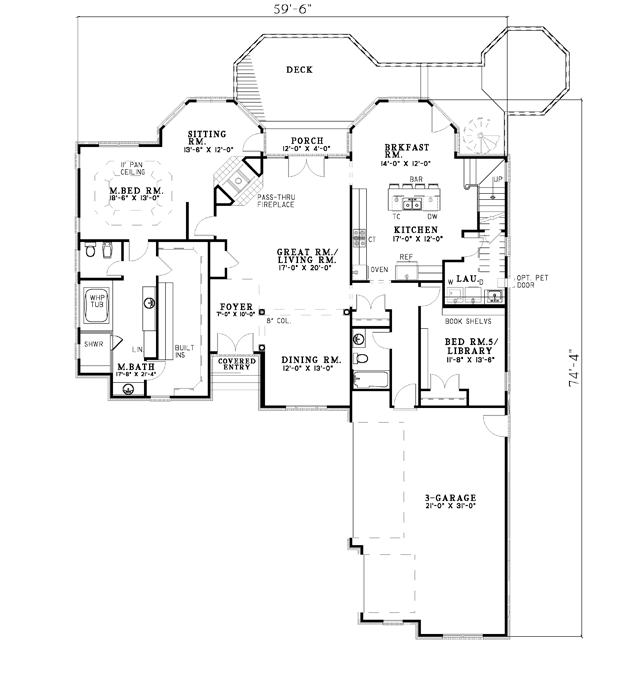 59'-6"
DECK
SITTING
RM.
13'-6" X 12'-0"
PORCH
12'-0" X 4'-0"
BRKFAST
RM.
14'-0" X 12'-0"
11' PAN
CEILING
M.BED RM.
18'-6" X 13'-0"
PASS-THRU
FIREPLACE
BAR
UP
TC
DW
KITCHEN
17'-0" X 12'-0"
CT
REF
OVEN
GREAT RM./
LIVING RM.
17'-0" X 20'-0"
LAU.
W
D
OPT. PET
DOOR
WHP
TUB
FOYER
7'-0" X 10'-0"
8" COL.
BOOK SHELVS
BED RM.5/
LIBRARY
11'-8" X 13'-6"
SHWR
LIN
BUILT
INS
M.BATH
17'-8" X 21'-4"
COVERED
ENTRY
DINING RM.
12'-0" X 13'-0"
74'-4"
3-GARAGE
21'-0" X 31'-0"